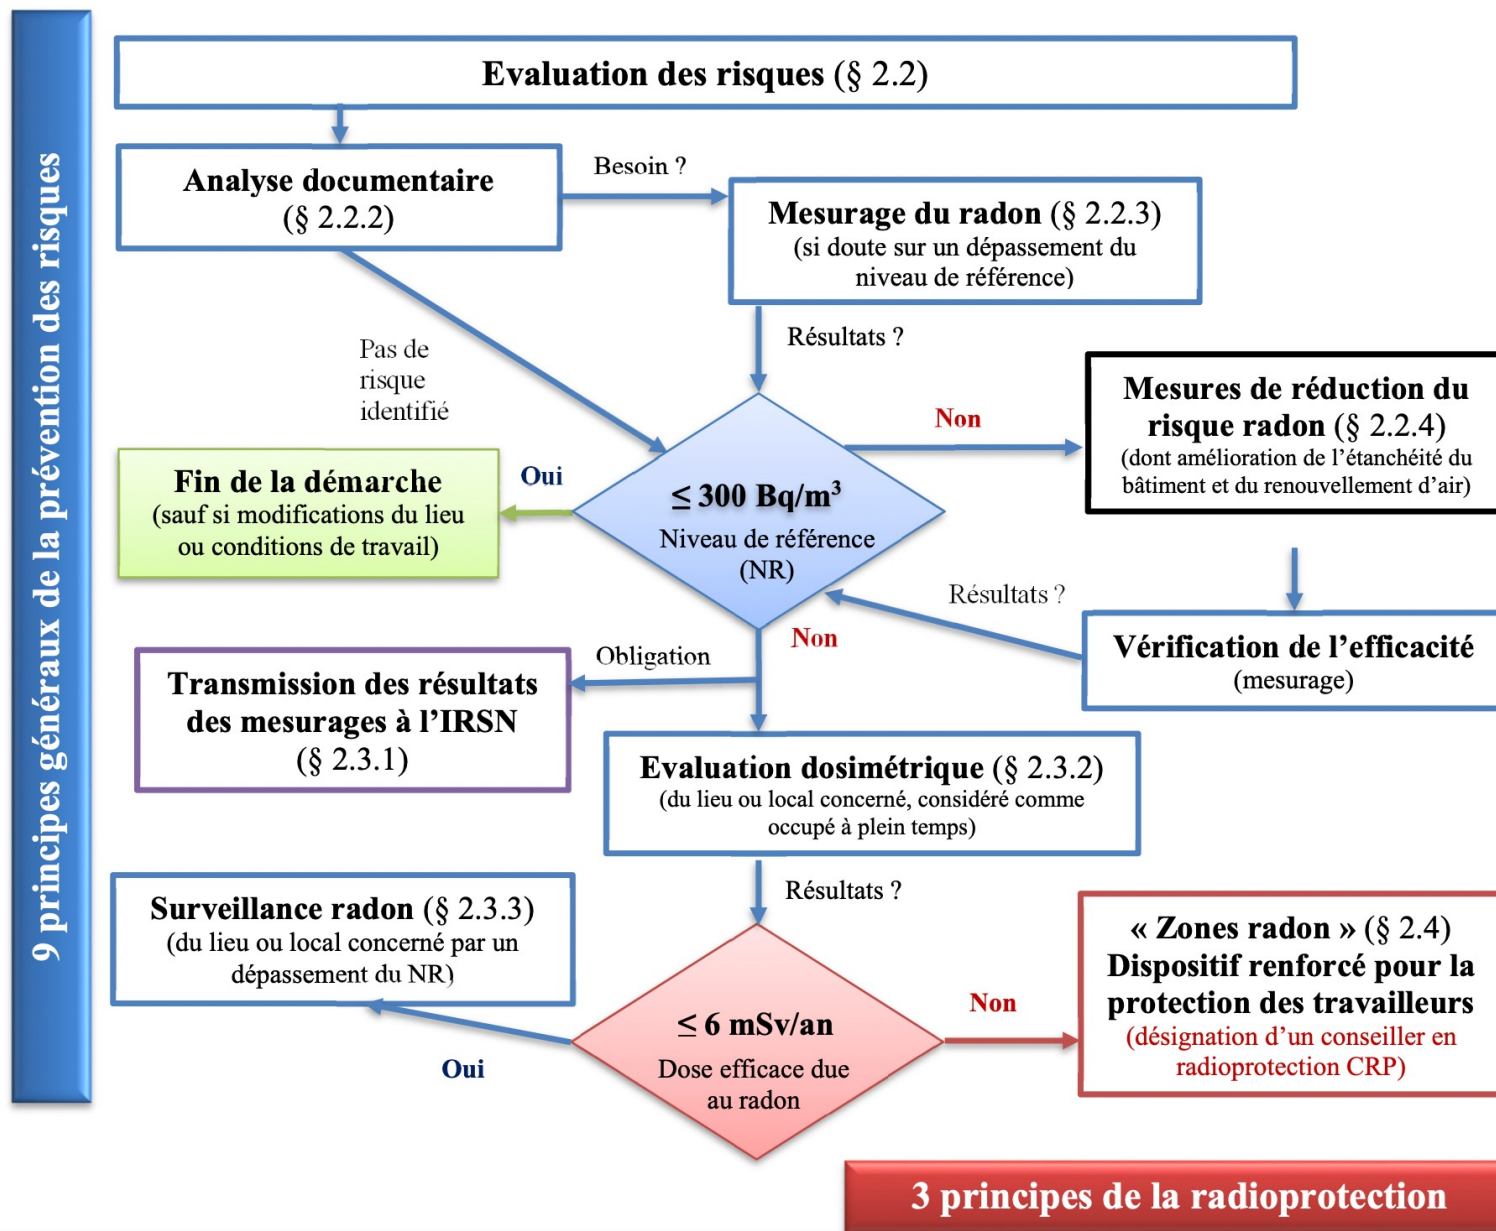 9 principes généraux de la prévention des risques
Evaluation des risques (§ 2.2)
Analyse documentaire
(§ 2.2.2)
Besoin ?
Mesurage du radon (§ 2.2.3)
(si doute sur un dépassement du
niveau de référence)
Résultats ?
Pas de
risque
identifié
Non
Mesures de réduction du
risque radon (§ 2.2.4)
(dont amélioration de l’étanchéité du
bâtiment et du renouvellement d’air)
Fin de la démarche
(sauf si modifications du lieu
ou conditions de travail)
Oui
≤ 300 Bq/m³
Niveau de référence
(NR)
Résultats ?
Vérification de l’efficacité
(mesurage)
Non
Obligation
Transmission des résultats
des mesurages à l’IRSN
(§ 2.3.1)
Evaluation dosimétrique (§ 2.3.2)
(du lieu ou local concerné, considéré comme
occupé à plein temps)
Résultats ?
Surveillance radon (§ 2.3.3)
(du lieu ou local concerné par un
dépassement du NR)
Oui
≤ 6 mSv/an
Dose efficace due
au radon
Non
« Zones radon » (§ 2.4)
Dispositif renforcé pour la
protection des travailleurs
(désignation d’un conseiller en
radioprotection CRP)
3 principes de la radioprotection